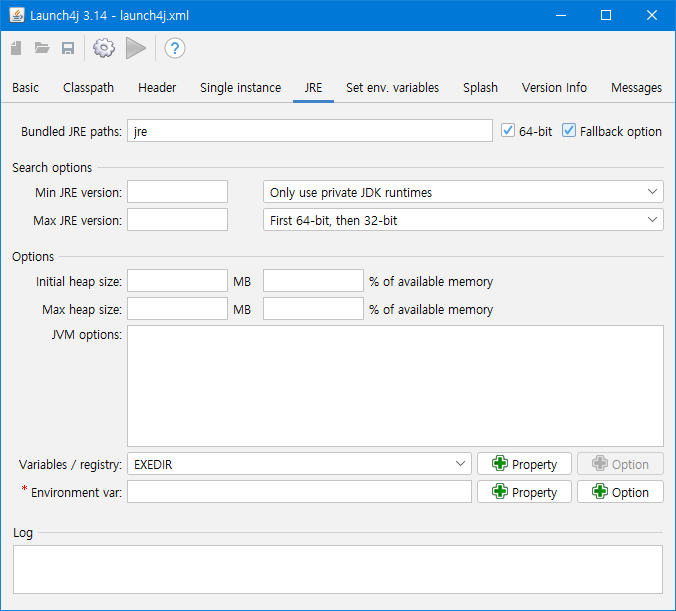 Launch4j 3.14 - launch4j.xml
Basic Classpath Header Single instance JRE Set env. variables Splash Version Info Messages
Bundled JRE paths: jre 64-bit Fallback option
Search options
Min JRE version: Only use private JDK runtimes
Max JRE version: First 64-bit, then 32-bit
Options
Initial heap size: MB % of available memory
Max heap size: MB % of available memory
JVM options:
Variables / registry: EXEDIR Property Option
* Environment var: Property Option
Log